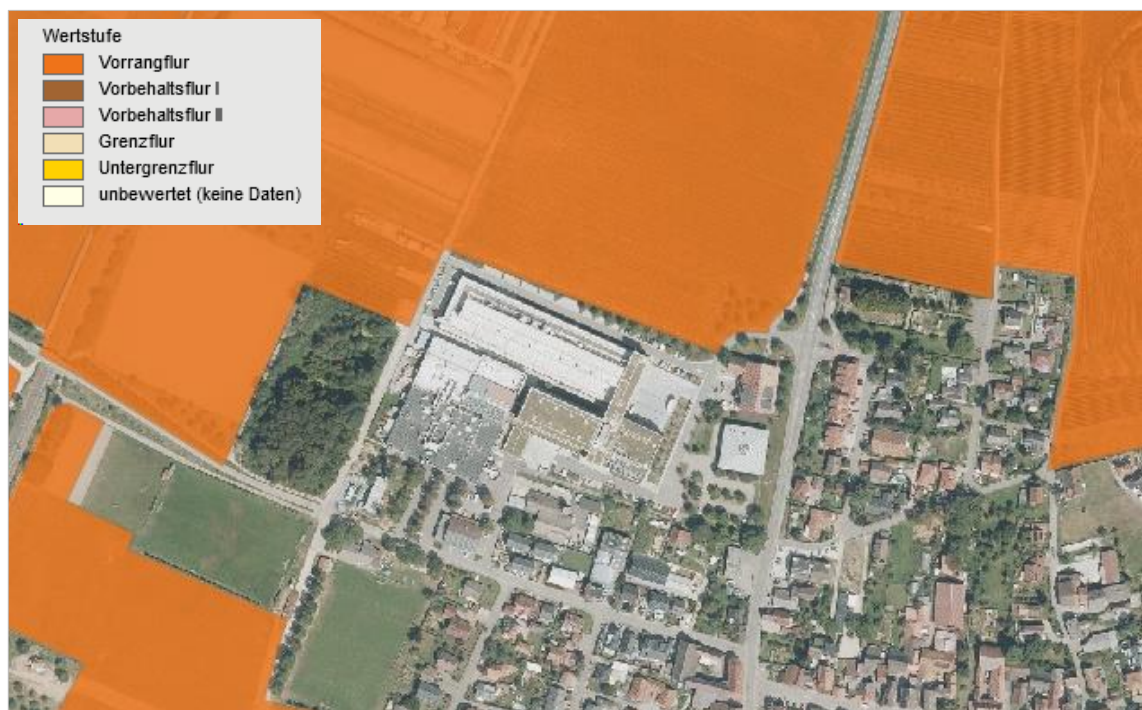 Wertstufe
Vorrangflur
Vorbehaltsflur I
Vorbehaltsflur II
Grenzflur
Untergrenzflur
unbewertet (keine Daten)